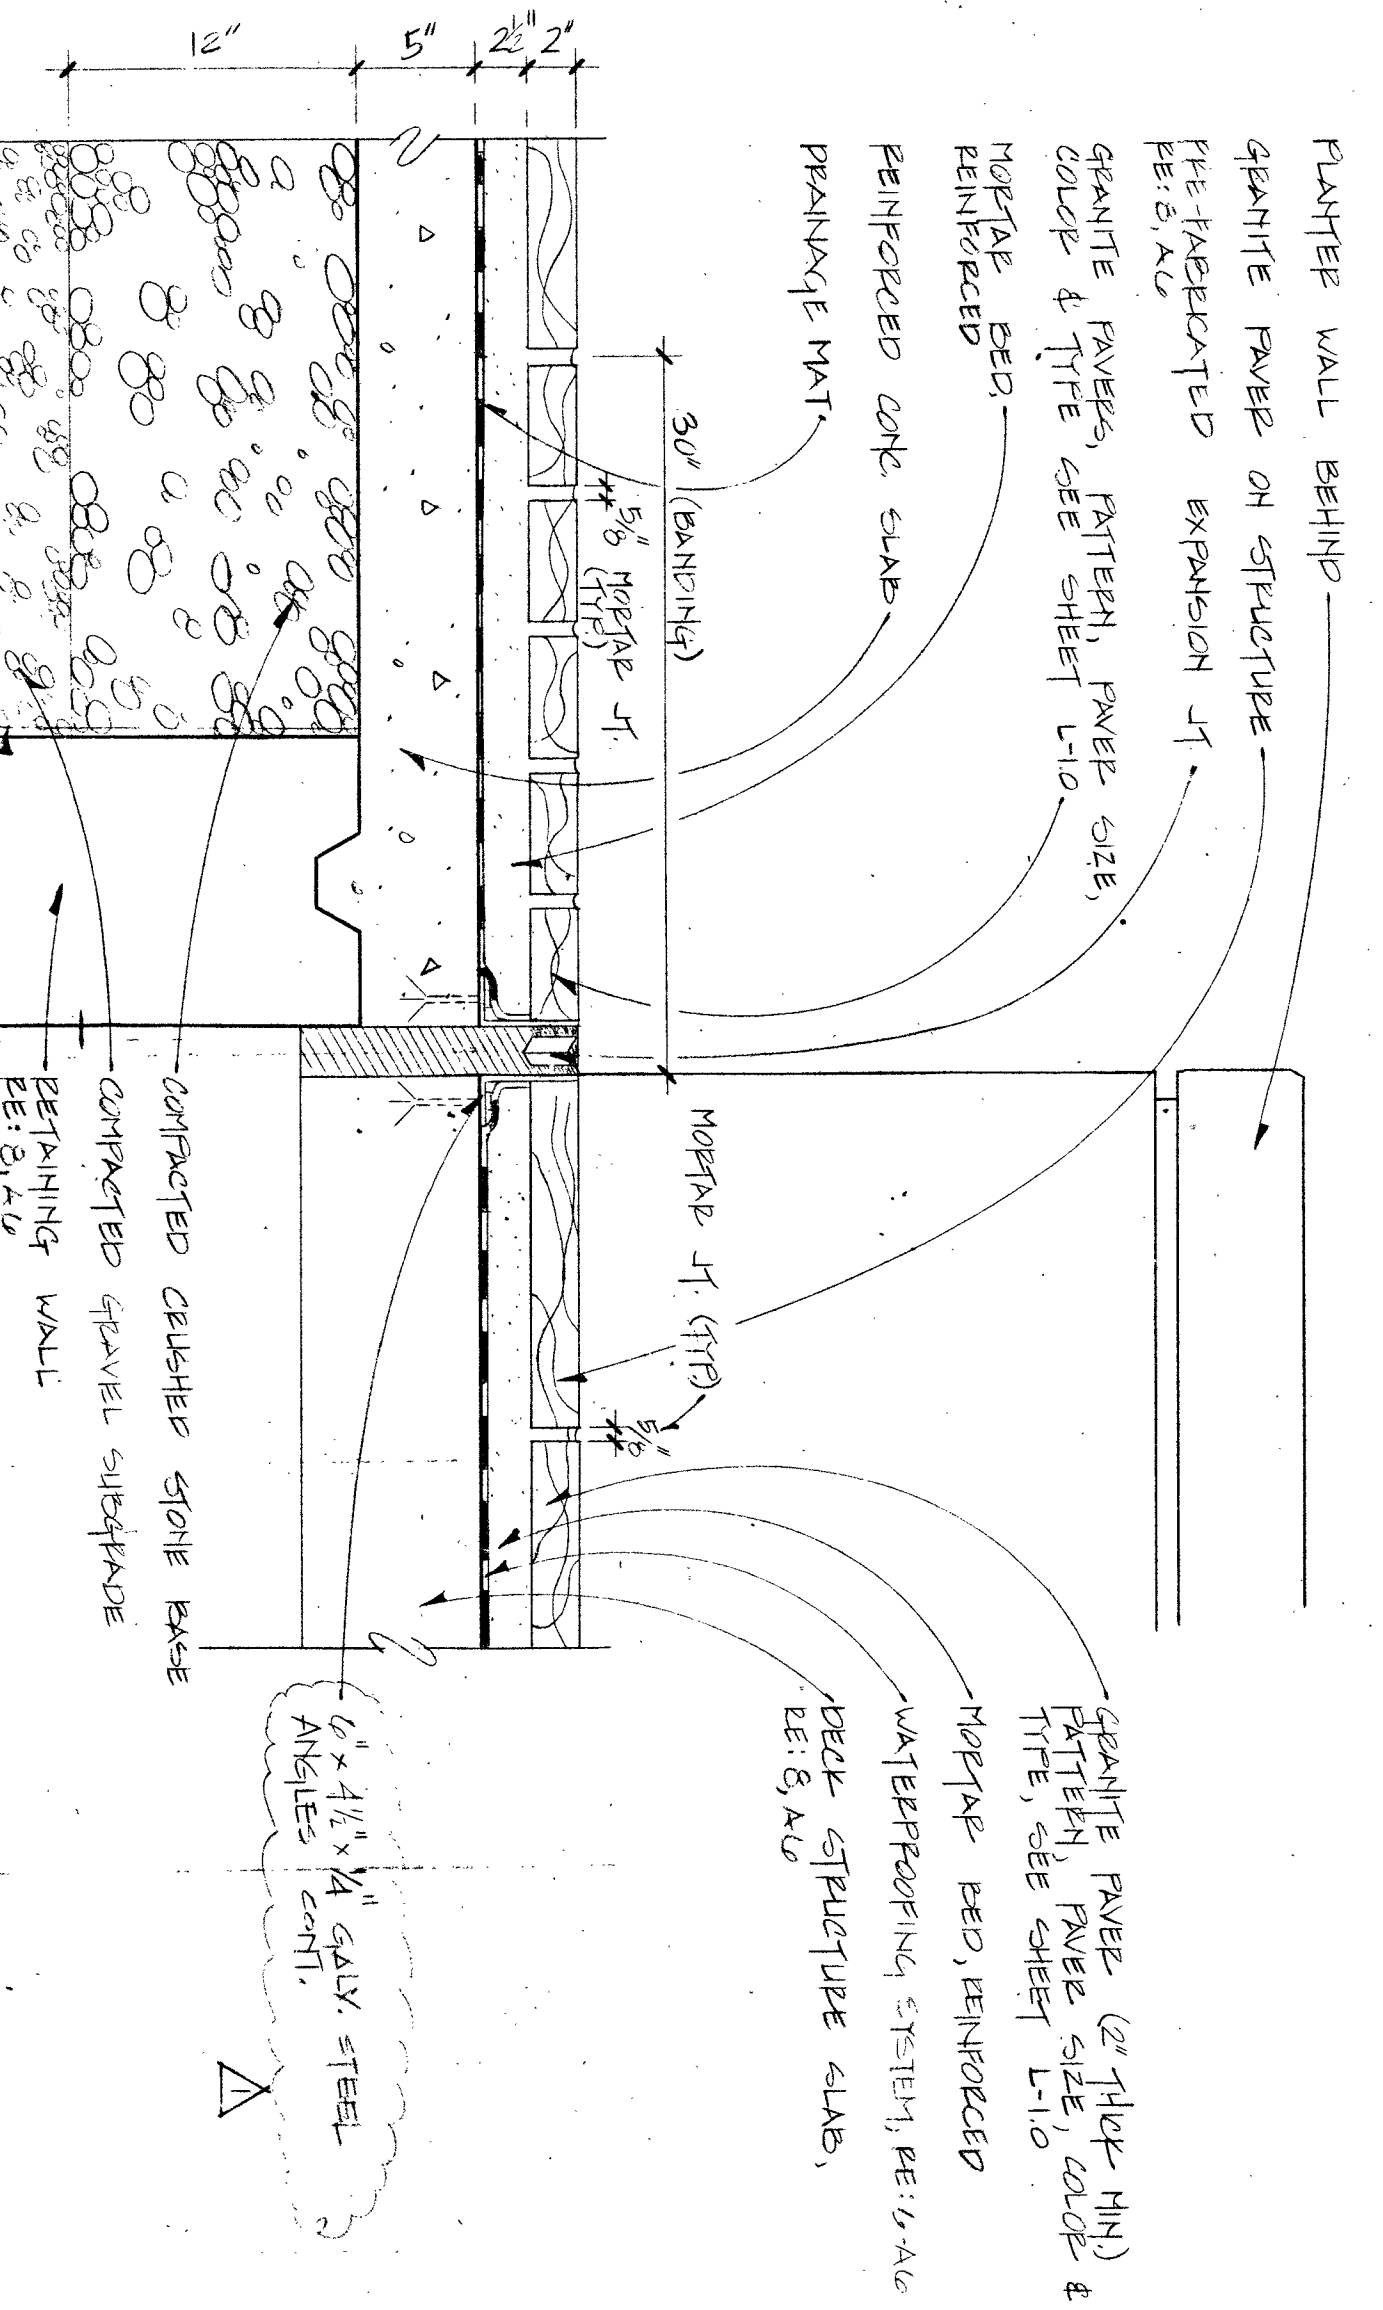 PLANTER WALL BEHIND
GRANITE PAVER ON STRUCTURE
PRE-FABRICATED EXPANSION JT.
RE: 8, A6
GRANITE PAVERS, PATTERN, PAVER SIZE,
COLOR & TYPE SEE SHEET L-1.0
MORTAR BED,
REINFORCED
REINFORCED CONC. SLAB
DRAINAGE MAT
30" (BANDING)
5/8" MORTAR JT.
(TYP.)
2"
2½"
5"
12"
MORTAR JT. (TYP.)
5/8"
GRANITE PAVER (2" THICK MIN.)
PATTERN, PAVER SIZE, COLOR &
TYPE, SEE SHEET L-1.0
MORTAR BED, REINFORCED
WATERPROOFING SYSTEM, RE: 6-A6
DECK STRUCTURE SLAB,
RE: 8, A6
6" x 4½" x ¼" GALV. STEEL
ANGLES CONT.
1
COMPACTED CRUSHED STONE BASE
COMPACTED GRAVEL SUBGRADE
RETAINING WALL
RE: 8, A6